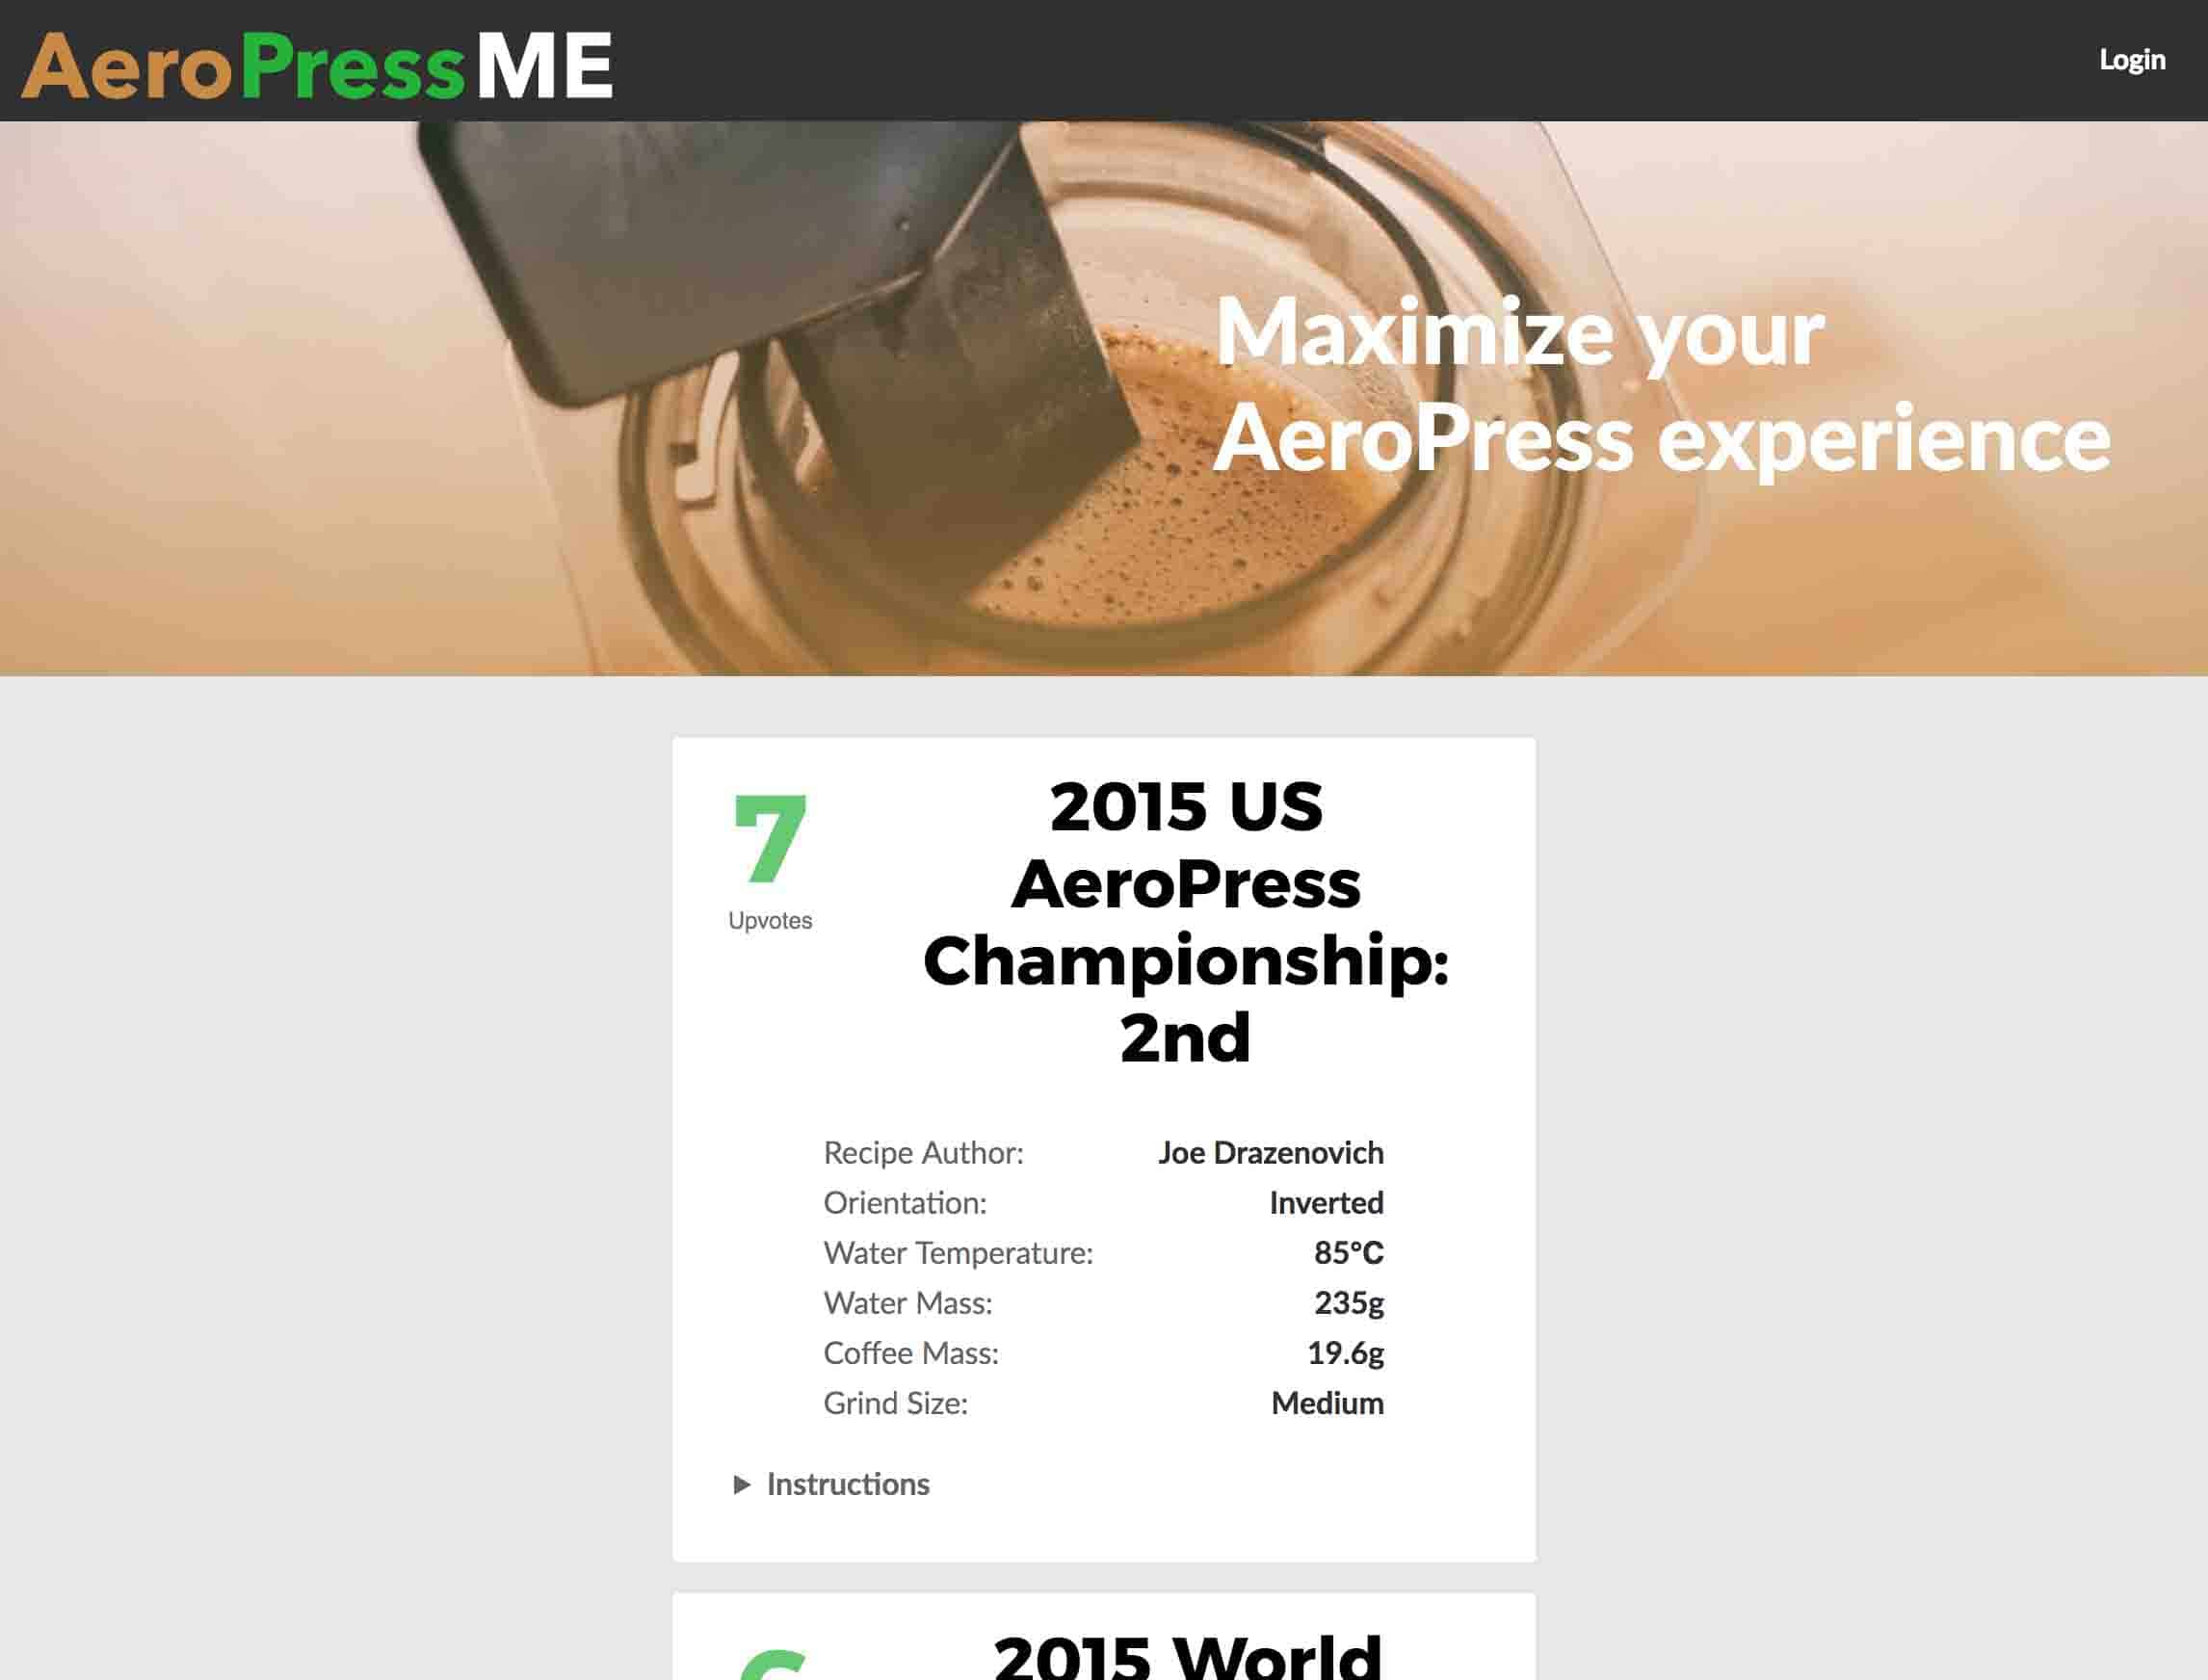 AeroPressME
Login
Maximize your
AeroPress experience
7
Upvotes
2015 US
AeroPress
Championship:
2nd
Recipe Author: Joe Drazenovich
Orientation: Inverted
Water Temperature: 85°C
Water Mass: 235g
Coffee Mass: 19.6g
Grind Size: Medium
▶ Instructions
2015 World